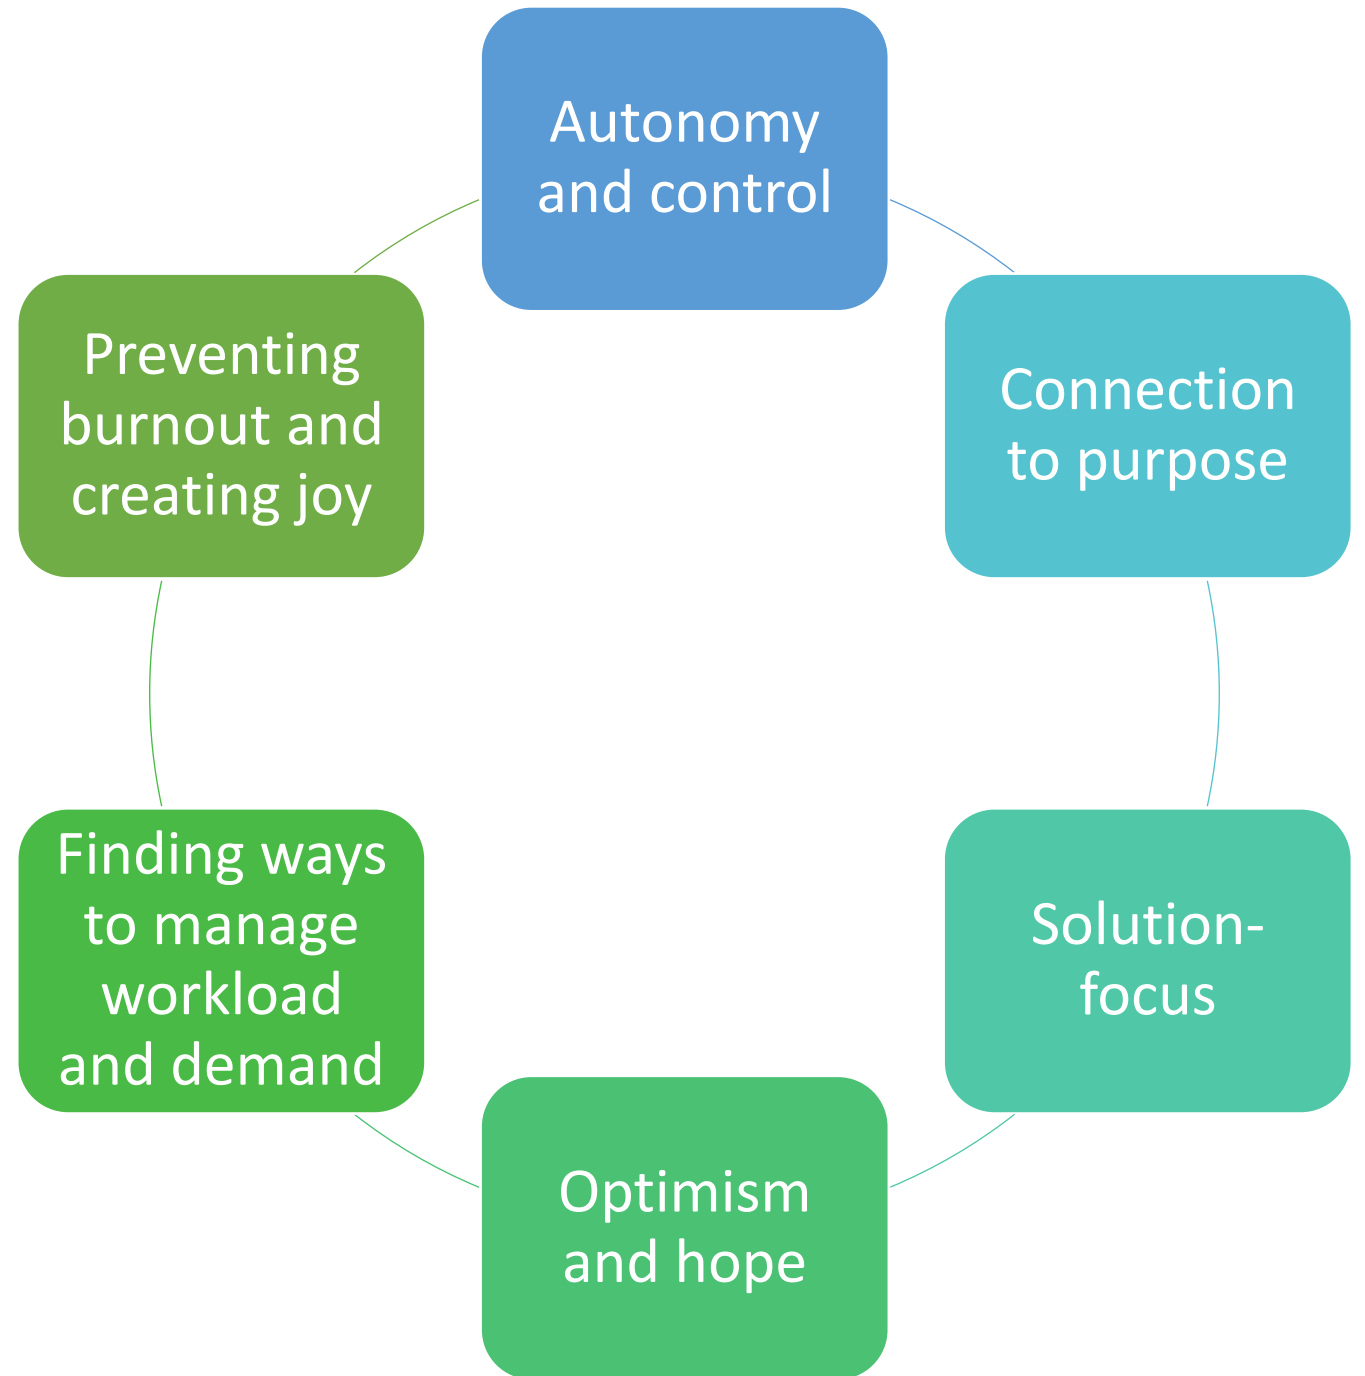 Autonomy
and control
Connection
to purpose
Solution-
focus
Optimism
and hope
Finding ways
to manage
workload
and demand
Preventing
burnout and
creating joy